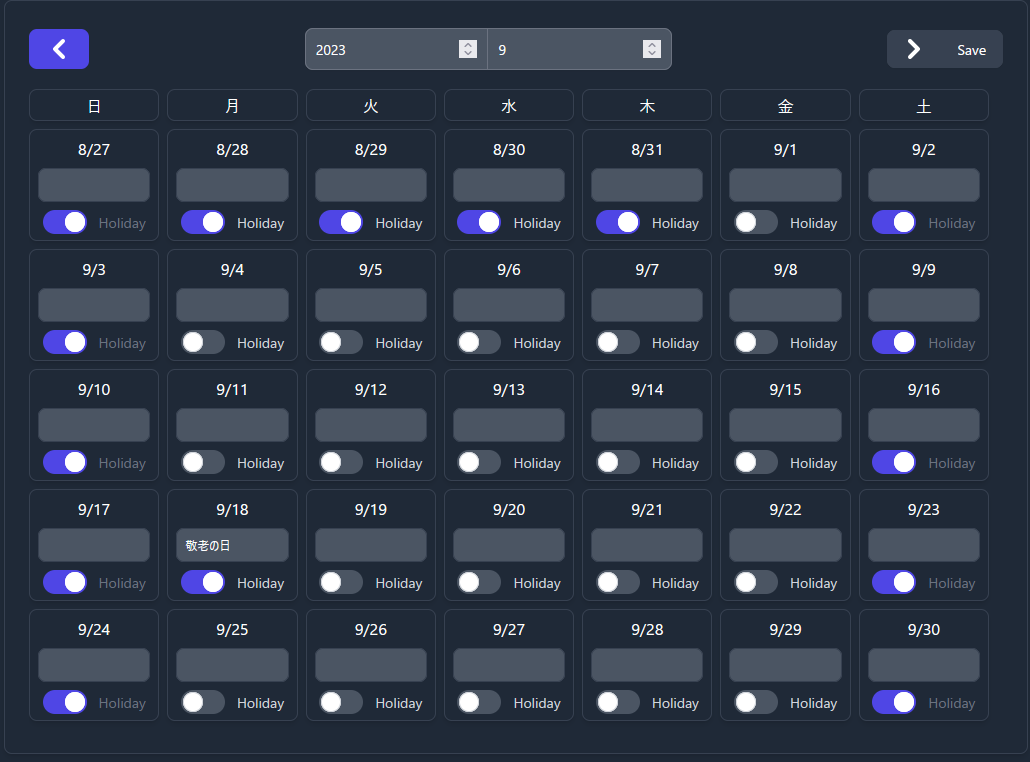 2023 9 Save
日 月 火 水 木 金 土
8/27 8/28 8/29 8/30 8/31 9/1 9/2
Holiday Holiday Holiday Holiday Holiday Holiday Holiday
9/3 9/4 9/5 9/6 9/7 9/8 9/9
Holiday Holiday Holiday Holiday Holiday Holiday Holiday
9/10 9/11 9/12 9/13 9/14 9/15 9/16
Holiday Holiday Holiday Holiday Holiday Holiday Holiday
9/17 9/18 9/19 9/20 9/21 9/22 9/23
敬老の日
Holiday Holiday Holiday Holiday Holiday Holiday Holiday
9/24 9/25 9/26 9/27 9/28 9/29 9/30
Holiday Holiday Holiday Holiday Holiday Holiday Holiday